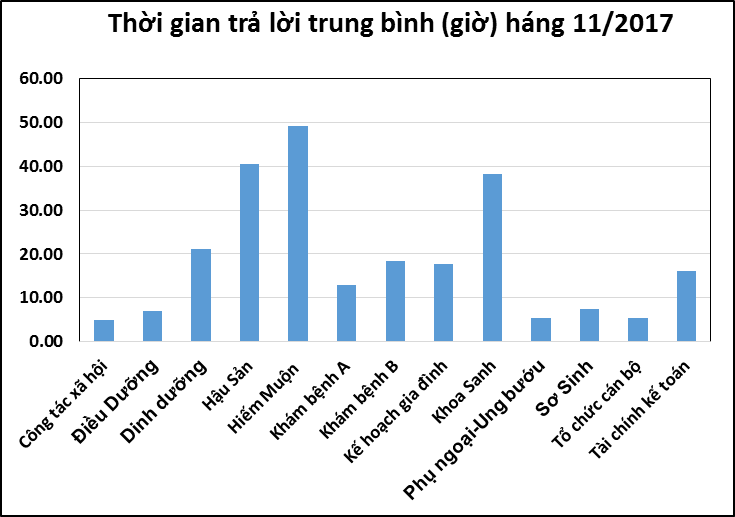 Thời gian trả lời trung bình (giờ) háng 11/2017
60.00
50.00
40.00
30.00
20.00
10.00
0.00
Công tác xã hội
Điều Dưỡng
Dinh dưỡng
Hậu Sản
Hiếm Muộn
Khám bệnh A
Khám bệnh B
Kế hoạch gia đình
Khoa Sanh
Phụ ngoại-Ung bướu
Sơ Sinh
Tổ chức cán bộ
Tài chính kế toán